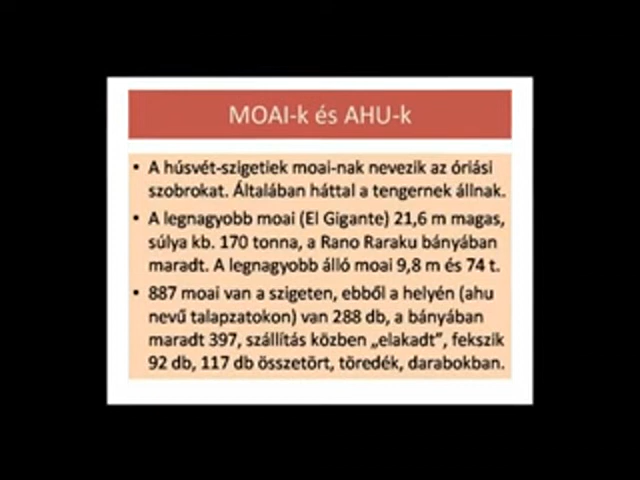 MOAI-k és AHU-k
• A húsvét-szigetiek moai-nak nevezik az óriási
szobrokat. Általában háttal a tengernek állnak.
• A legnagyobb moai (El Gigante) 21,6 m magas,
súlya kb. 170 tonna, a Rano Raraku bányában
maradt. A legnagyobb álló moai 9,8 m és 74 t.
• 887 moai van a szigeten, ebből a helyén (ahu
nevű talapzatokon) van 288 db, a bányában
maradt 397, szállítás közben „elakadt”, fekszik
92 db, 117 db összetört, töredék, darabokban.